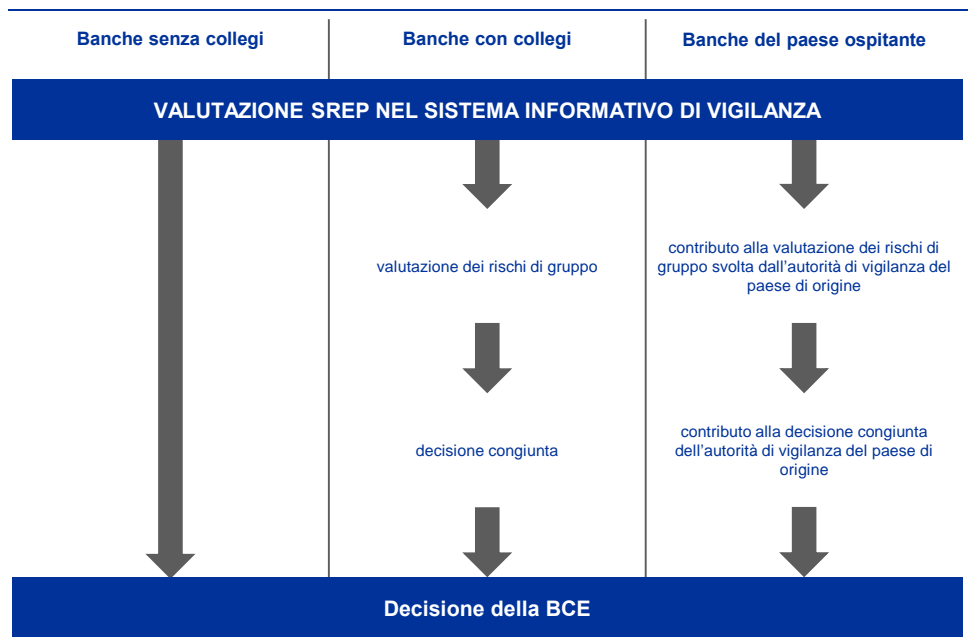 Banche senza collegi
Banche con collegi
Banche del paese ospitante
VALUTAZIONE SREP NEL SISTEMA INFORMATIVO DI VIGILANZA
valutazione dei rischi di gruppo
contributo alla valutazione dei rischi di
gruppo svolta dall'autorità di vigilanza del
paese di origine
decisione congiunta
contributo alla decisione congiunta
dell'autorità di vigilanza del paese di
origine
Decisione della BCE